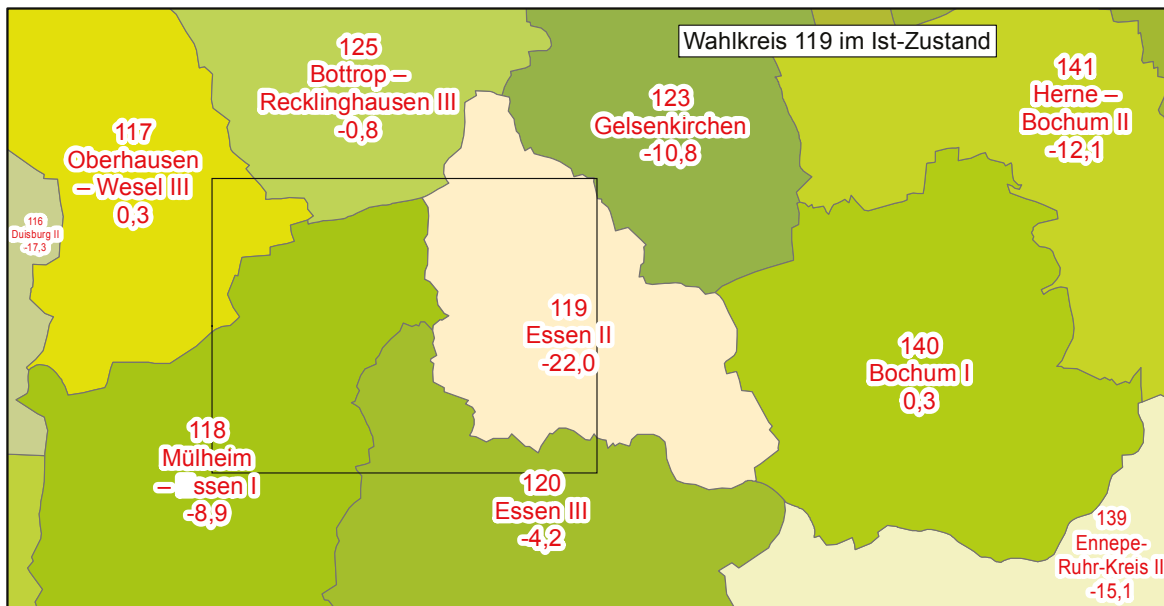 Wahlkreis 119 im Ist-Zustand
125
Bottrop –
Recklinghausen III
-0,8
123
Gelsenkirchen
-10,8
141
Herne –
Bochum II
-12,1
117
Oberhausen
– Wesel III
0,3
116
Duisburg II
-17,3
119
Essen II
-22,0
140
Bochum I
0,3
118
Mülheim
– ssen I
-8,9
120
Essen III
-4,2
139
Ennepe-
Ruhr-Kreis II
-15,1